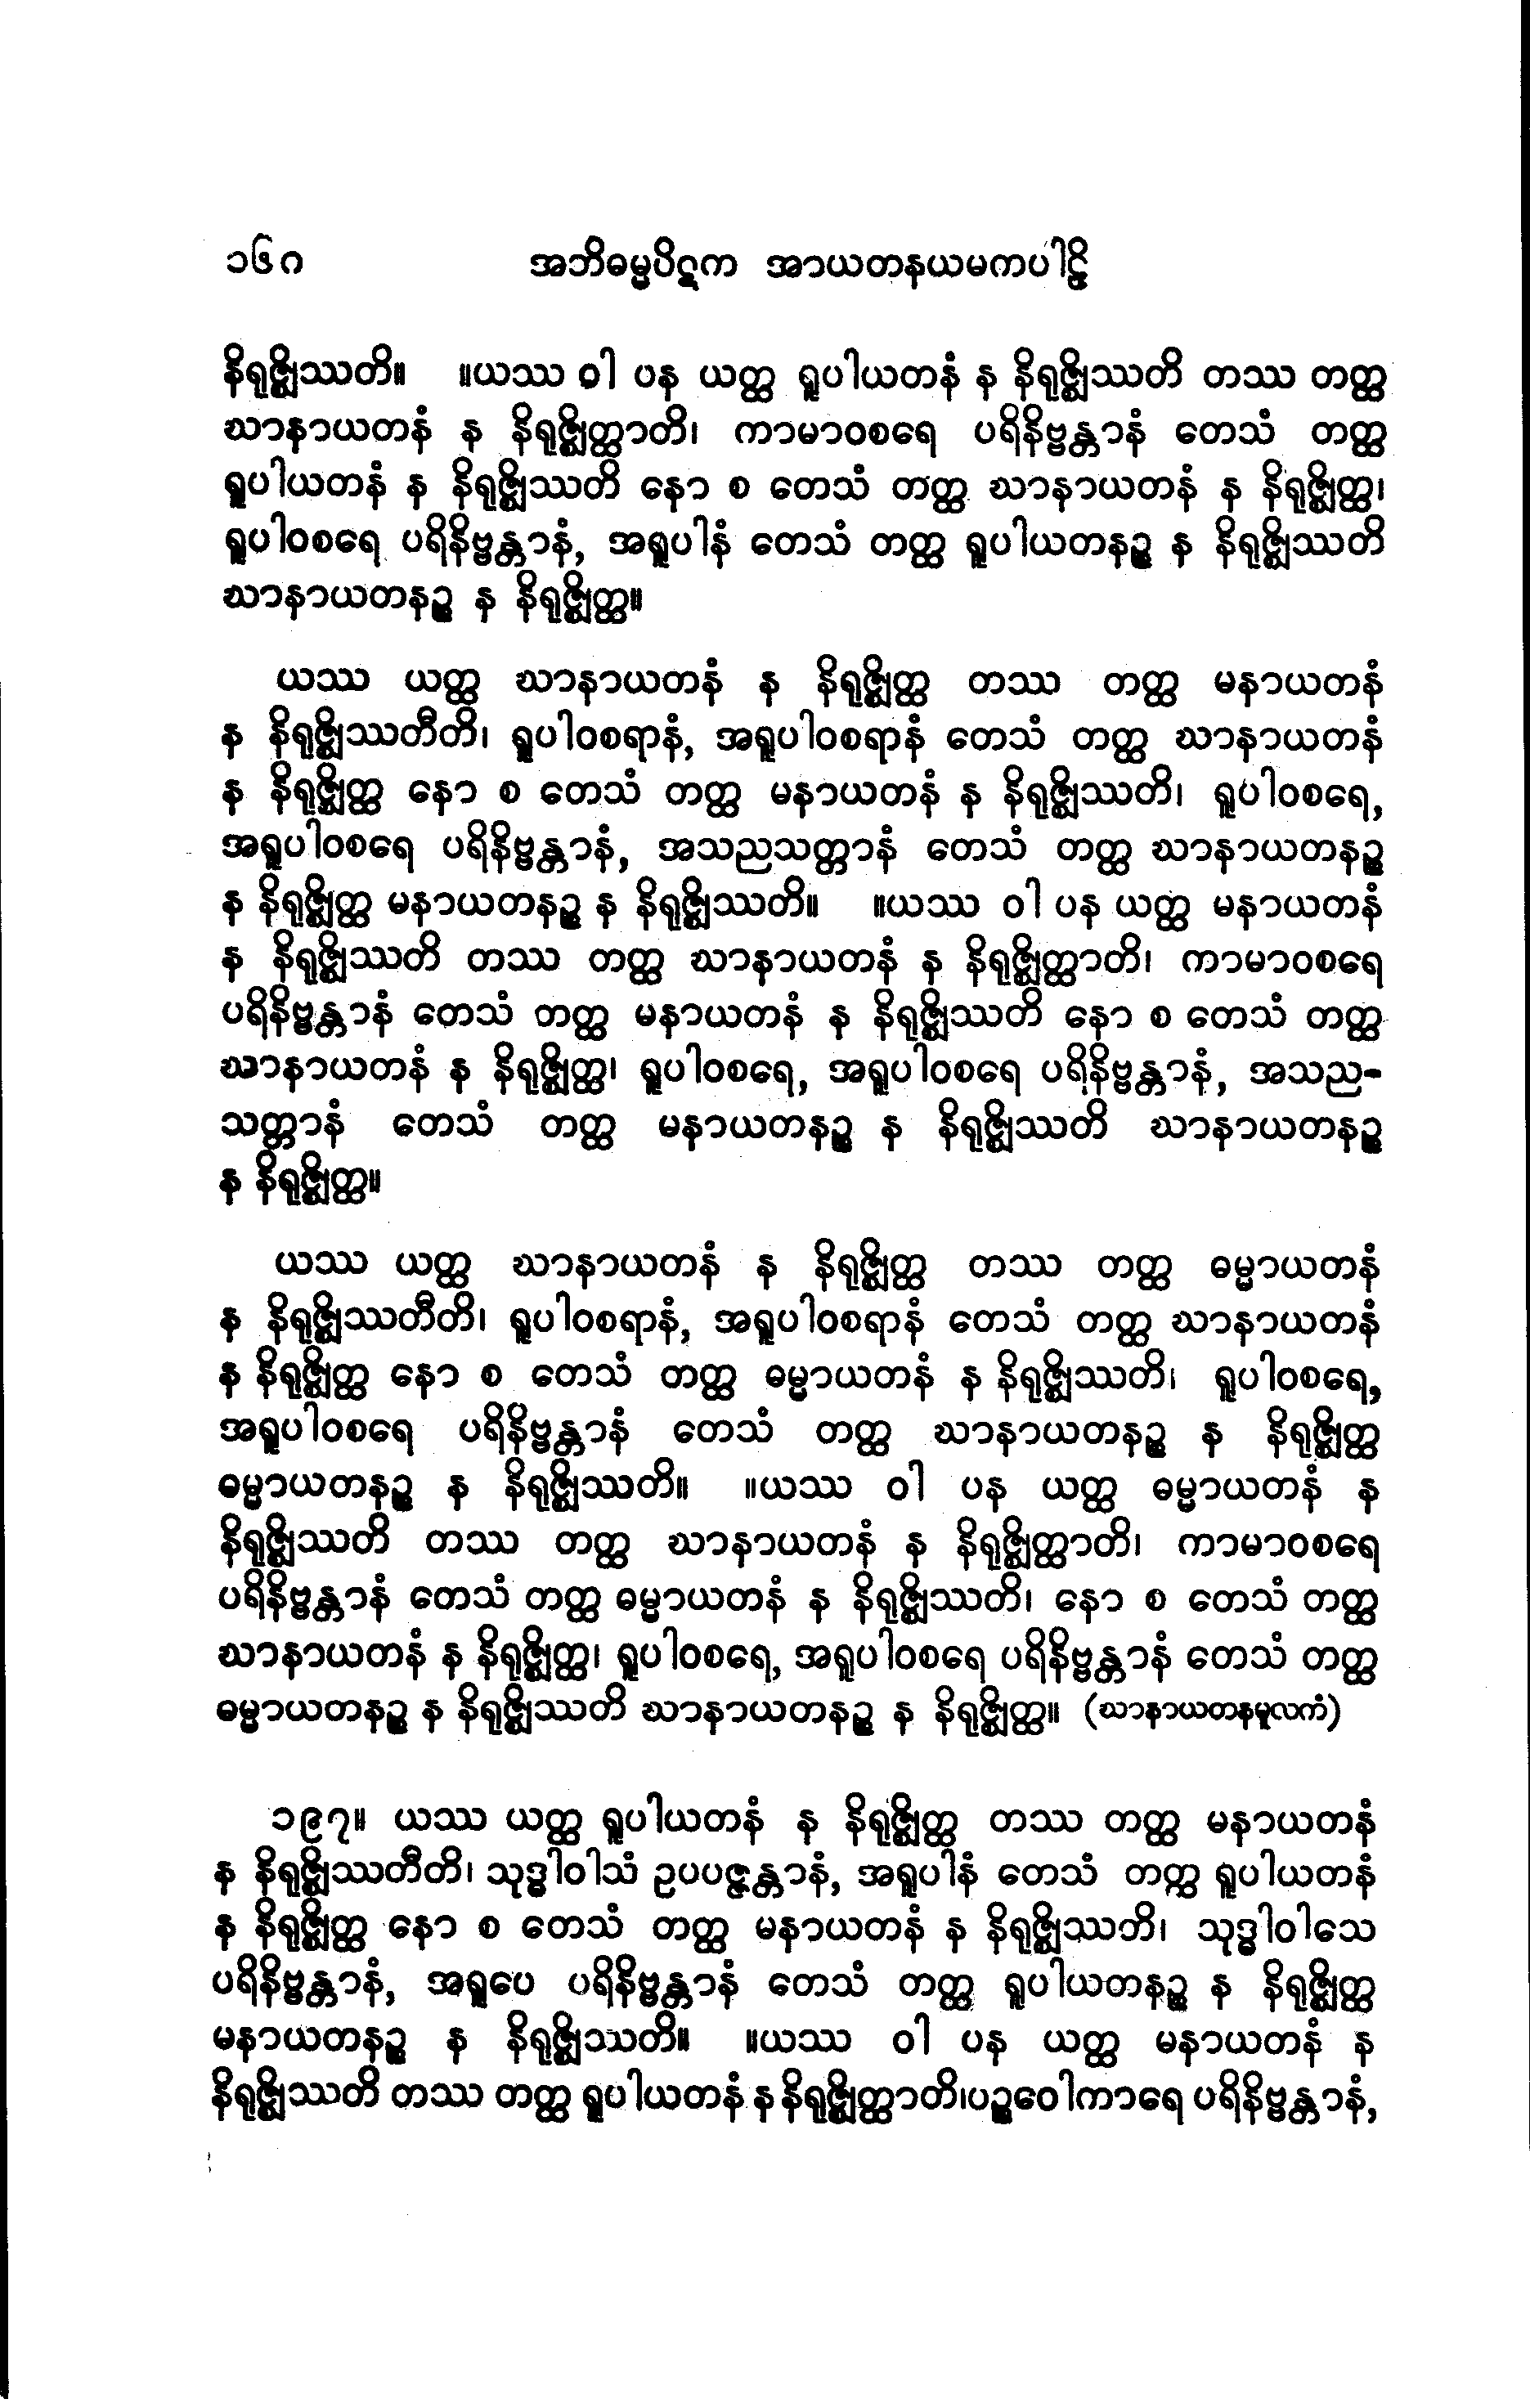 ၁၆၈ အဘိဓမ္မပိဋက အာယတနယမကပါဠိ
နိရုဇ္ဈိဿတိ။ ။ယဿ ဝါ ပန ယတ္ထ ရူပါယတနံ န နိရုဇ္ဈိဿတိ တဿ တတ္ထ
ဃာနာယတနံ န နိရုဇ္ဈိတ္ထာတိ၊ ကာမာဝစရေ ပရိနိဗ္ဗန္တာနံ တေသံ တတ္ထ
ရူပါယတနံ န နိရုဇ္ဈိဿတိ နော စ တေသံ တတ္ထ ဃာနာယတနံ န နိရုဇ္ဈိတ္ထ၊
ရူပါဝစရေ ပရိနိဗ္ဗန္တာနံ, အရူပါနံ တေသံ တတ္ထ ရူပါယတနဉ္စ န နိရုဇ္ဈိဿတိ
ဃာနာယတနဉ္စ န နိရုဇ္ဈိတ္ထ။
ယဿ ယတ္ထ ဃာနာယတနံ န နိရုဇ္ဈိတ္ထ တဿ တတ္ထ မနာယတနံ
န နိရုဇ္ဈိဿတီတိ၊ ရူပါဝစရာနံ, အရူပါဝစရာနံ တေသံ တတ္ထ ဃာနာယတနံ
န နိရုဇ္ဈိတ္ထ နော စ တေသံ တတ္ထ မနာယတနံ န နိရုဇ္ဈိဿတိ၊ ရူပါဝစရေ,
အရူပါဝစရေ ပရိနိဗ္ဗန္တာနံ, အသညသတ္တာနံ တေသံ တတ္ထ ဃာနာယတနဉ္စ
န နိရုဇ္ဈိတ္ထ မနာယတနဉ္စ န နိရုဇ္ဈိဿတိ။ ။ယဿ ဝါ ပန ယတ္ထ မနာယတနံ
န နိရုဇ္ဈိဿတိ တဿ တတ္ထ ဃာနာယတနံ န နိရုဇ္ဈိတ္ထာတိ၊ ကာမာဝစရေ
ပရိနိဗ္ဗန္တာနံ တေသံ တတ္ထ မနာယတနံ န နိရုဇ္ဈိဿတိ နော စ တေသံ တတ္ထ
ဃာနာယတနံ န နိရုဇ္ဈိတ္ထ၊ ရူပါဝစရေ, အရူပါဝစရေ ပရိနိဗ္ဗန္တာနံ, အသည-
သတ္တာနံ တေသံ တတ္ထ မနာယတနဉ္စ န နိရုဇ္ဈိဿတိ ဃာနာယတနဉ္စ
န နိရုဇ္ဈိတ္ထ။
ယဿ ယတ္ထ ဃာနာယတနံ န နိရုဇ္ဈိတ္ထ တဿ တတ္ထ ဓမ္မာယတနံ
န နိရုဇ္ဈိဿတီတိ၊ ရူပါဝစရာနံ, အရူပါဝစရာနံ တေသံ တတ္ထ ဃာနာယတနံ
န နိရုဇ္ဈိတ္ထ နော စ တေသံ တတ္ထ ဓမ္မာယတနံ န နိရုဇ္ဈိဿတိ၊ ရူပါဝစရေ,
အရူပါဝစရေ ပရိနိဗ္ဗန္တာနံ တေသံ တတ္ထ ဃာနာယတနဉ္စ န နိရုဇ္ဈိတ္ထ
ဓမ္မာယတနဉ္စ န နိရုဇ္ဈိဿတိ။ ။ယဿ ဝါ ပန ယတ္ထ ဓမ္မာယတနံ န
နိရုဇ္ဈိဿတိ တဿ တတ္ထ ဃာနာယတနံ န နိရုဇ္ဈိတ္ထာတိ၊ ကာမာဝစရေ
ပရိနိဗ္ဗန္တာနံ တေသံ တတ္ထ ဓမ္မာယတနံ န နိရုဇ္ဈိဿတိ၊ နော စ တေသံ တတ္ထ
ဃာနာယတနံ န နိရုဇ္ဈိတ္ထ၊ ရူပါဝစရေ, အရူပါဝစရေ ပရိနိဗ္ဗန္တာနံ တေသံ တတ္ထ
ဓမ္မာယတနဉ္စ န နိရုဇ္ဈိဿတိ ဃာနာယတနဉ္စ န နိရုဇ္ဈိတ္ထ။ (ဃာနာယတနမူလကံ)
၁၉၇။ ယဿ ယတ္ထ ရူပါယတနံ န နိရုဇ္ဈိတ္ထ တဿ တတ္ထ မနာယတနံ
န နိရုဇ္ဈိဿတီတိ၊ သုဒ္ဓါဝါသံ ဥပပဇ္ဇန္တာနံ, အရူပါနံ တေသံ တတ္ထ ရူပါယတနံ
န နိရုဇ္ဈိတ္ထ နော စ တေသံ တတ္ထ မနာယတနံ န နိရုဇ္ဈိဿတိ၊ သုဒ္ဓါဝါသေ
ပရိနိဗ္ဗန္တာနံ, အရူပေ ပရိနိဗ္ဗန္တာနံ တေသံ တတ္ထ ရူပါယတနဉ္စ န နိရုဇ္ဈိတ္ထ
မနာယတနဉ္စ န နိရုဇ္ဈိဿတိ။ ။ယဿ ဝါ ပန ယတ္ထ မနာယတနံ န
နိရုဇ္ဈိဿတိ တဿ တတ္ထ ရူပါယတနံ န နိရုဇ္ဈိတ္ထာတိ၊ပဉ္စဝေါကာရေ ပရိနိဗ္ဗန္တာနံ,